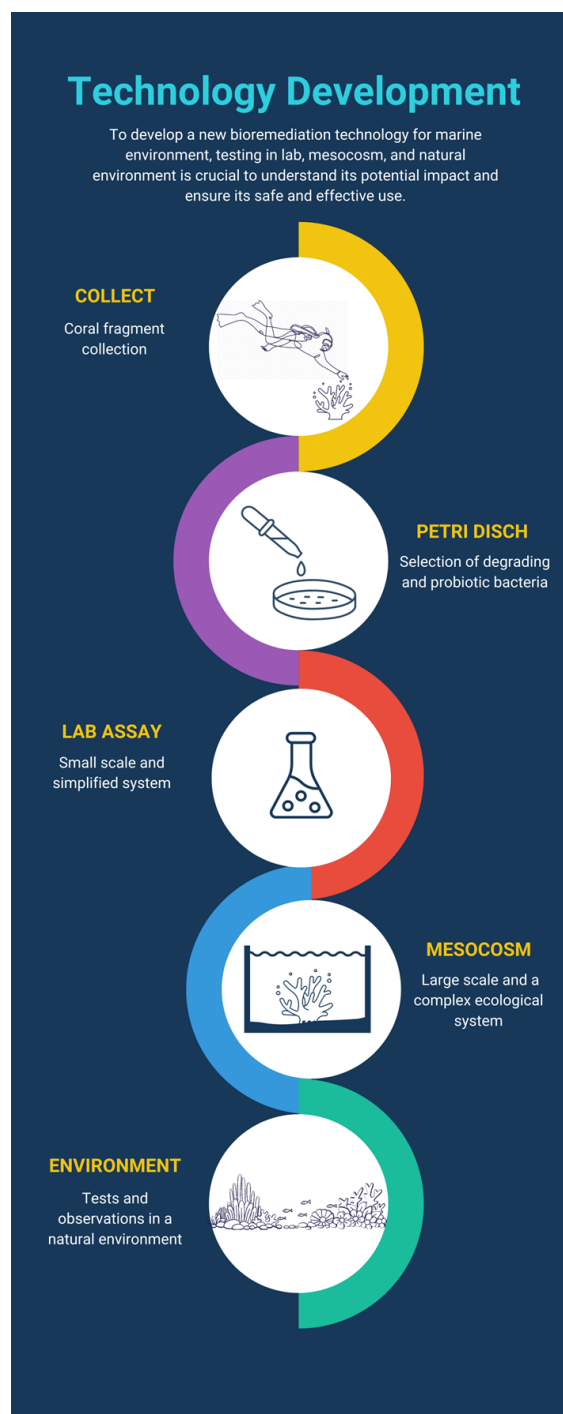 Technology Development
To develop a new bioremediation technology for marine
environment, testing in lab, mesocosm, and natural
environment is crucial to understand its potential impact and
ensure its safe and effective use.
COLLECT
Coral fragment
collection
PETRI DISCH
Selection of degrading
and probiotic bacteria
LAB ASSAY
Small scale and
simplified system
MESOCOSM
Large scale and a
complex ecological
system
ENVIRONMENT
Tests and
observations in a
natural environment